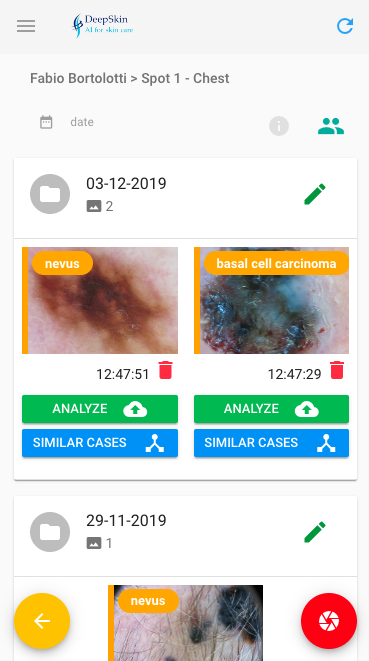 DeepSkin
AI for skin care
Fabio Bortolotti > Spot 1 - Chest
date
03-12-2019
2
nevus
basal cell carcinoma
12:47:51
12:47:29
ANALYZE
ANALYZE
SIMILAR CASES
SIMILAR CASES
29-11-2019
1
nevus